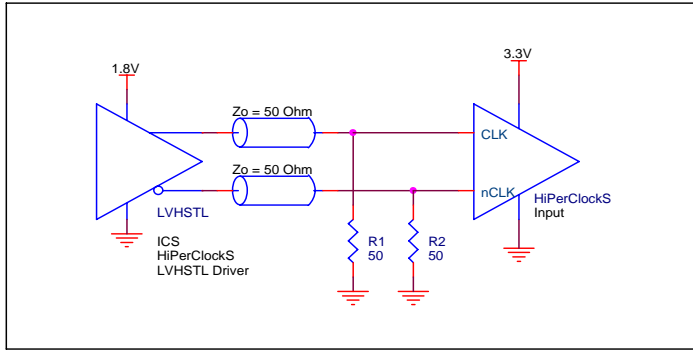 1.8V
3.3V
Zo = 50 Ohm
CLK
Zo = 50 Ohm
nCLK
LVHSTL
HiPerClockS
Input
ICS
HiPerClockS
LVHSTL Driver
R1
50
R2
50